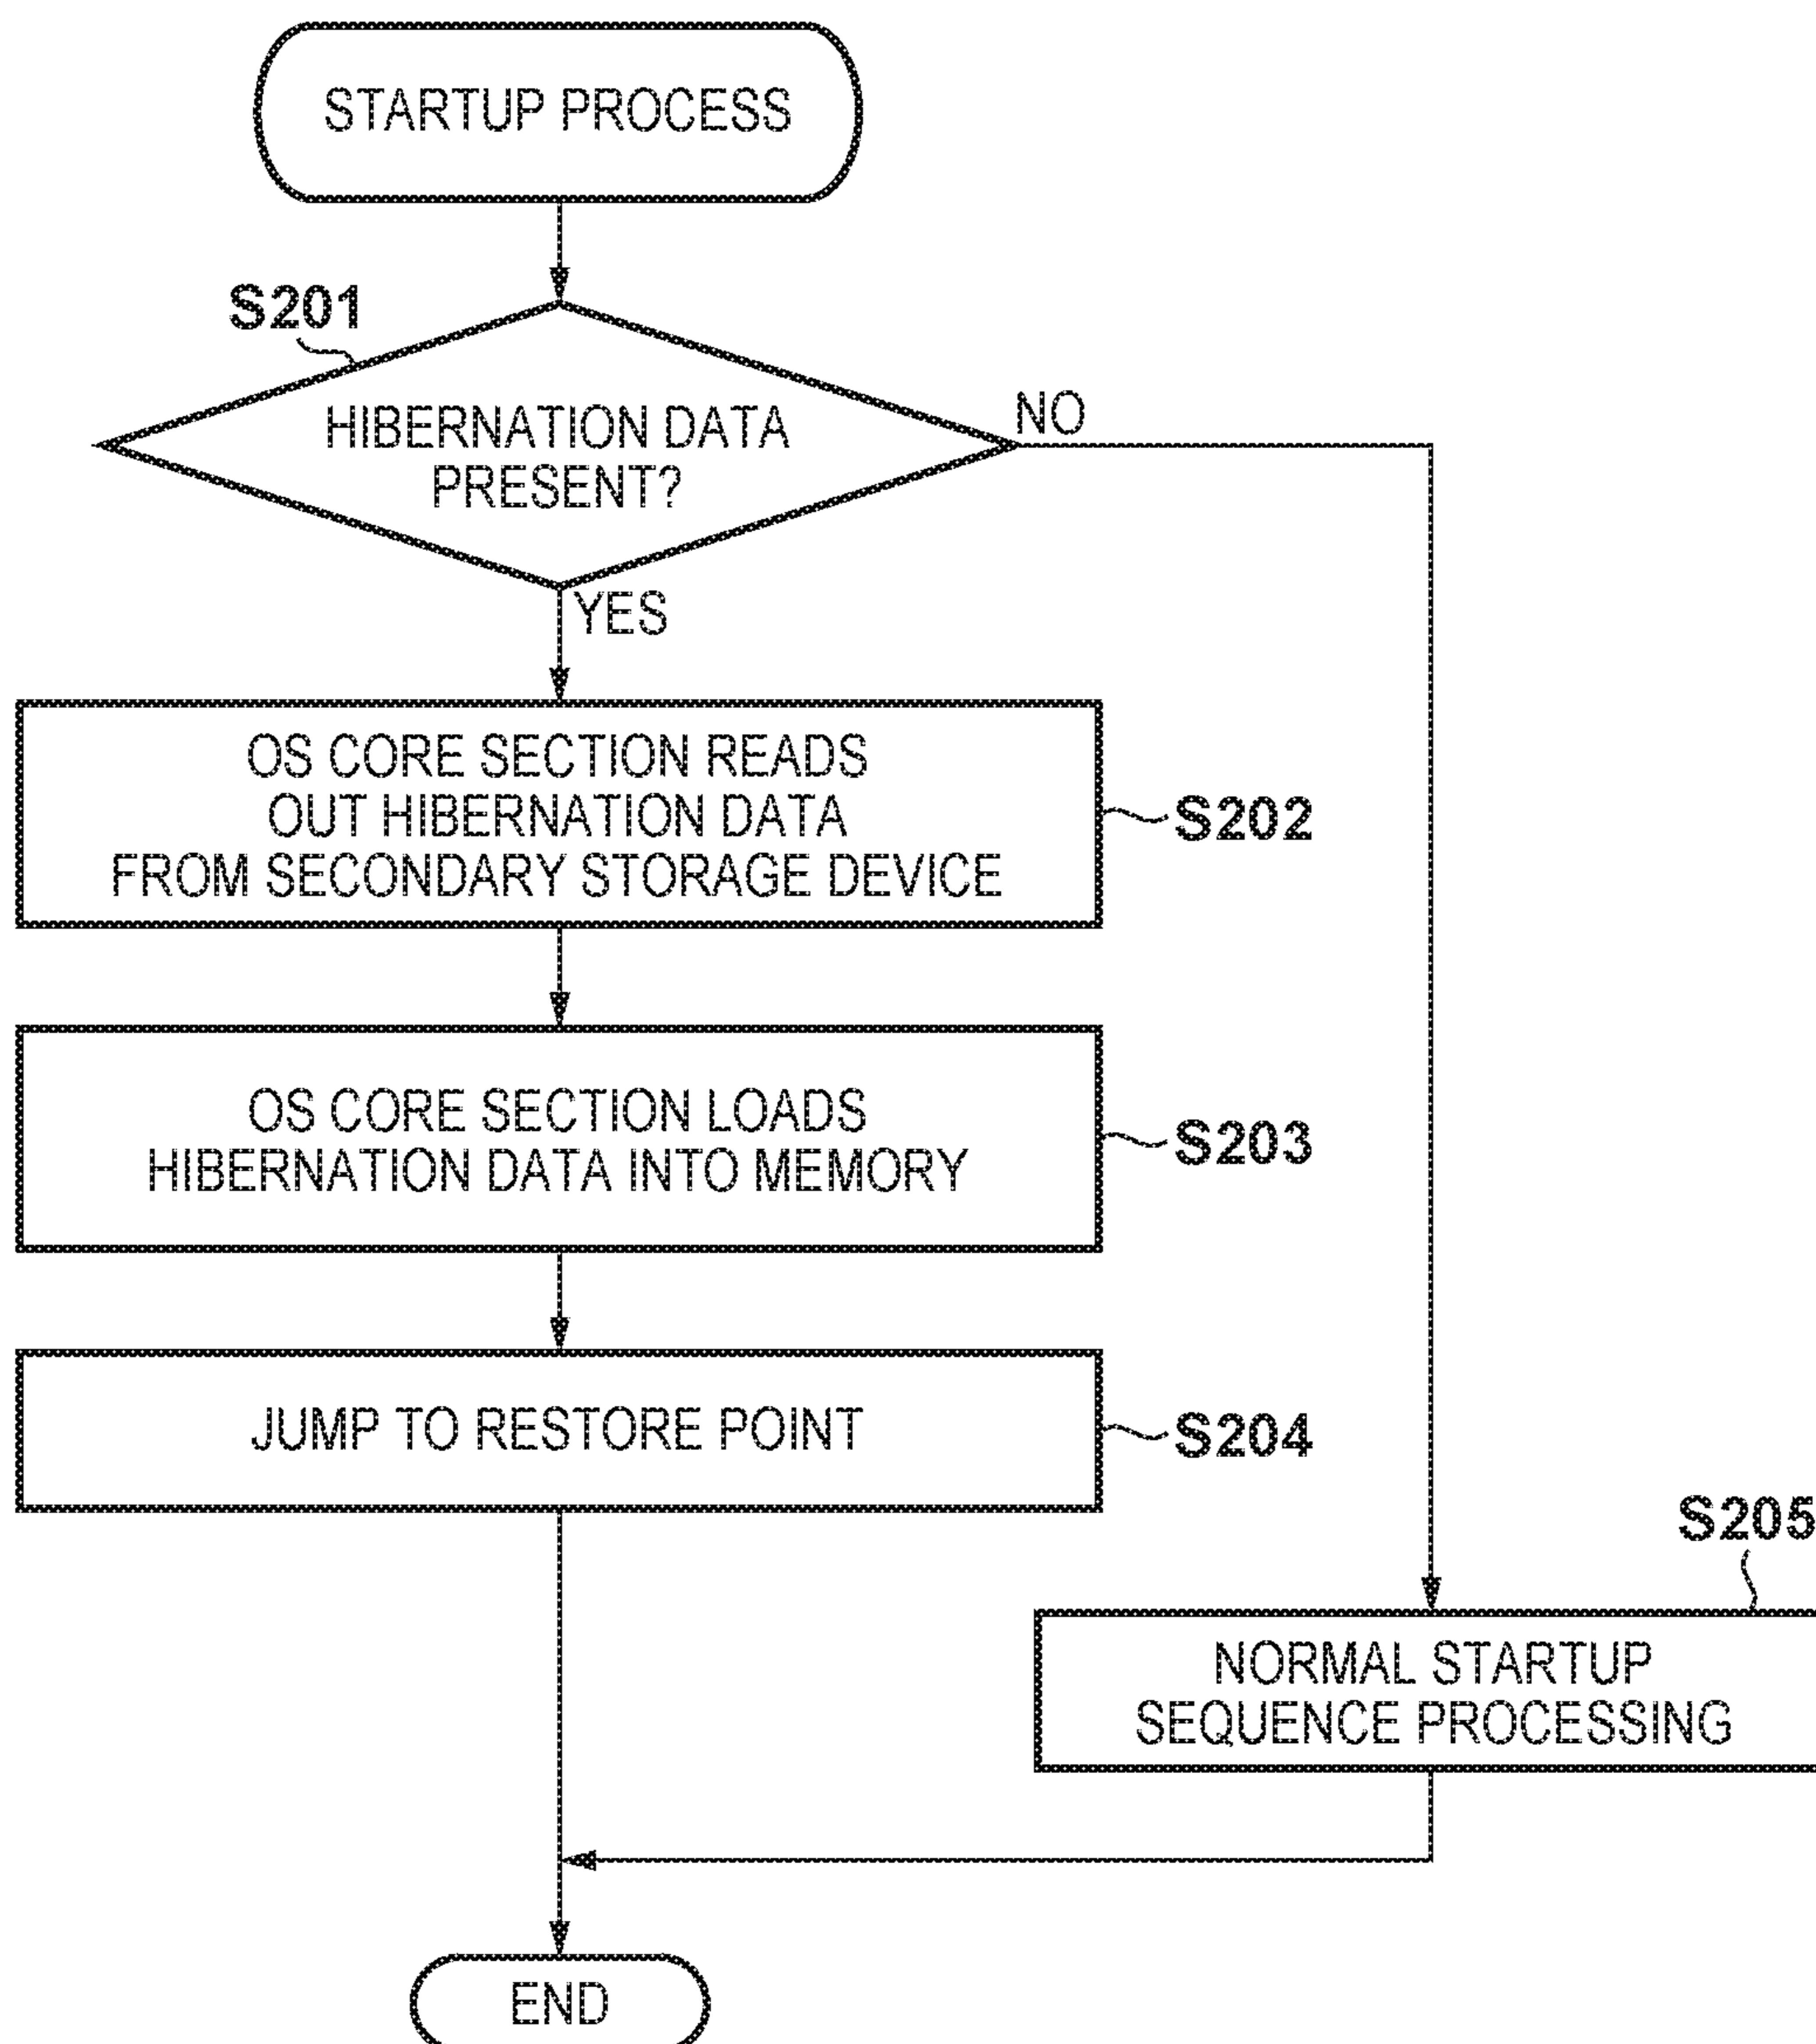 STARTUP PROCESS
S201
HIBERNATION DATA
PRESENT?
NO
YES
OS CORE SECTION READS
OUT HIBERNATION DATA
FROM SECONDARY STORAGE DEVICE
S202
OS CORE SECTION LOADS
HIBERNATION DATA INTO MEMORY
S203
JUMP TO RESTORE POINT
S204
S205
NORMAL STARTUP
SEQUENCE PROCESSING
END